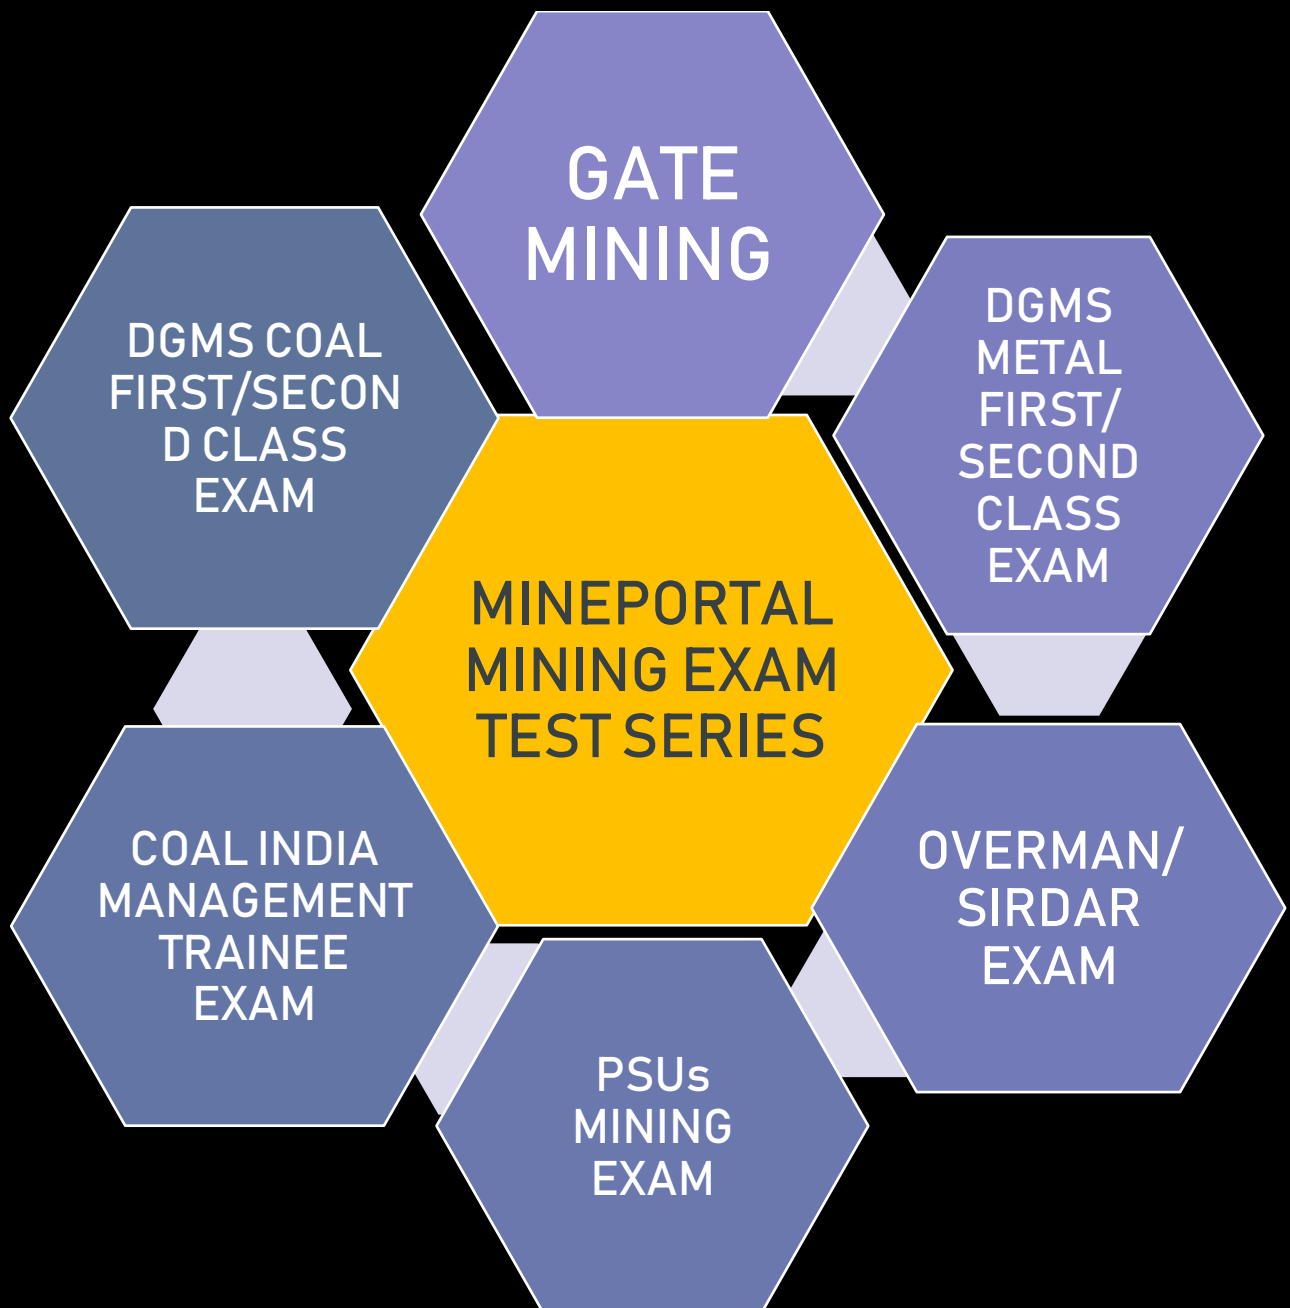 GATE
MINING
DGMS
METAL
FIRST/
SECOND
CLASS
EXAM
DGMS COAL
FIRST/SECON
D CLASS
EXAM
MINEPORTAL
MINING EXAM
TEST SERIES
OVERMAN/
SIRDAR
EXAM
COAL INDIA
MANAGEMENT
TRAINEE
EXAM
PSUs
MINING
EXAM